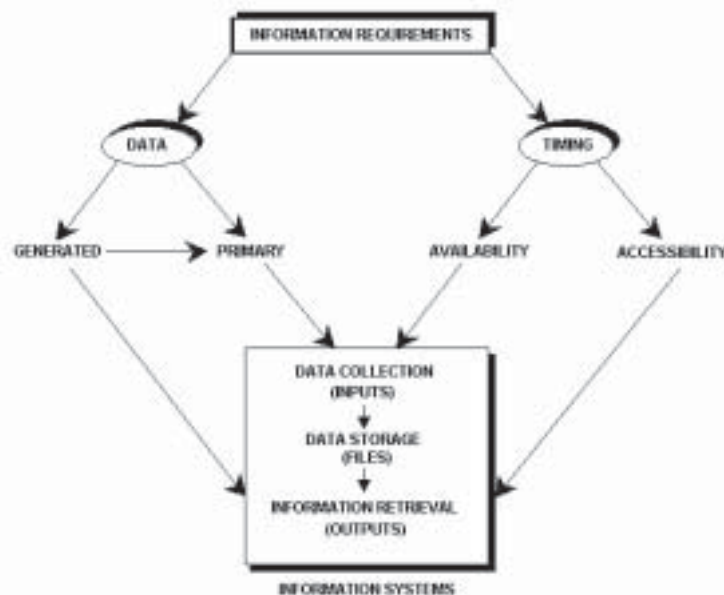 INFORMATION REQUIREMENTS
DATA
TIMING
GENERATED
PRIMARY
AVAILABILITY
ACCESSIBILITY
DATA COLLECTION
(INPUTS)
DATA STORAGE
(FILES)
INFORMATION RETRIEVAL
(OUTPUTS)
INFORMATION SYSTEMS